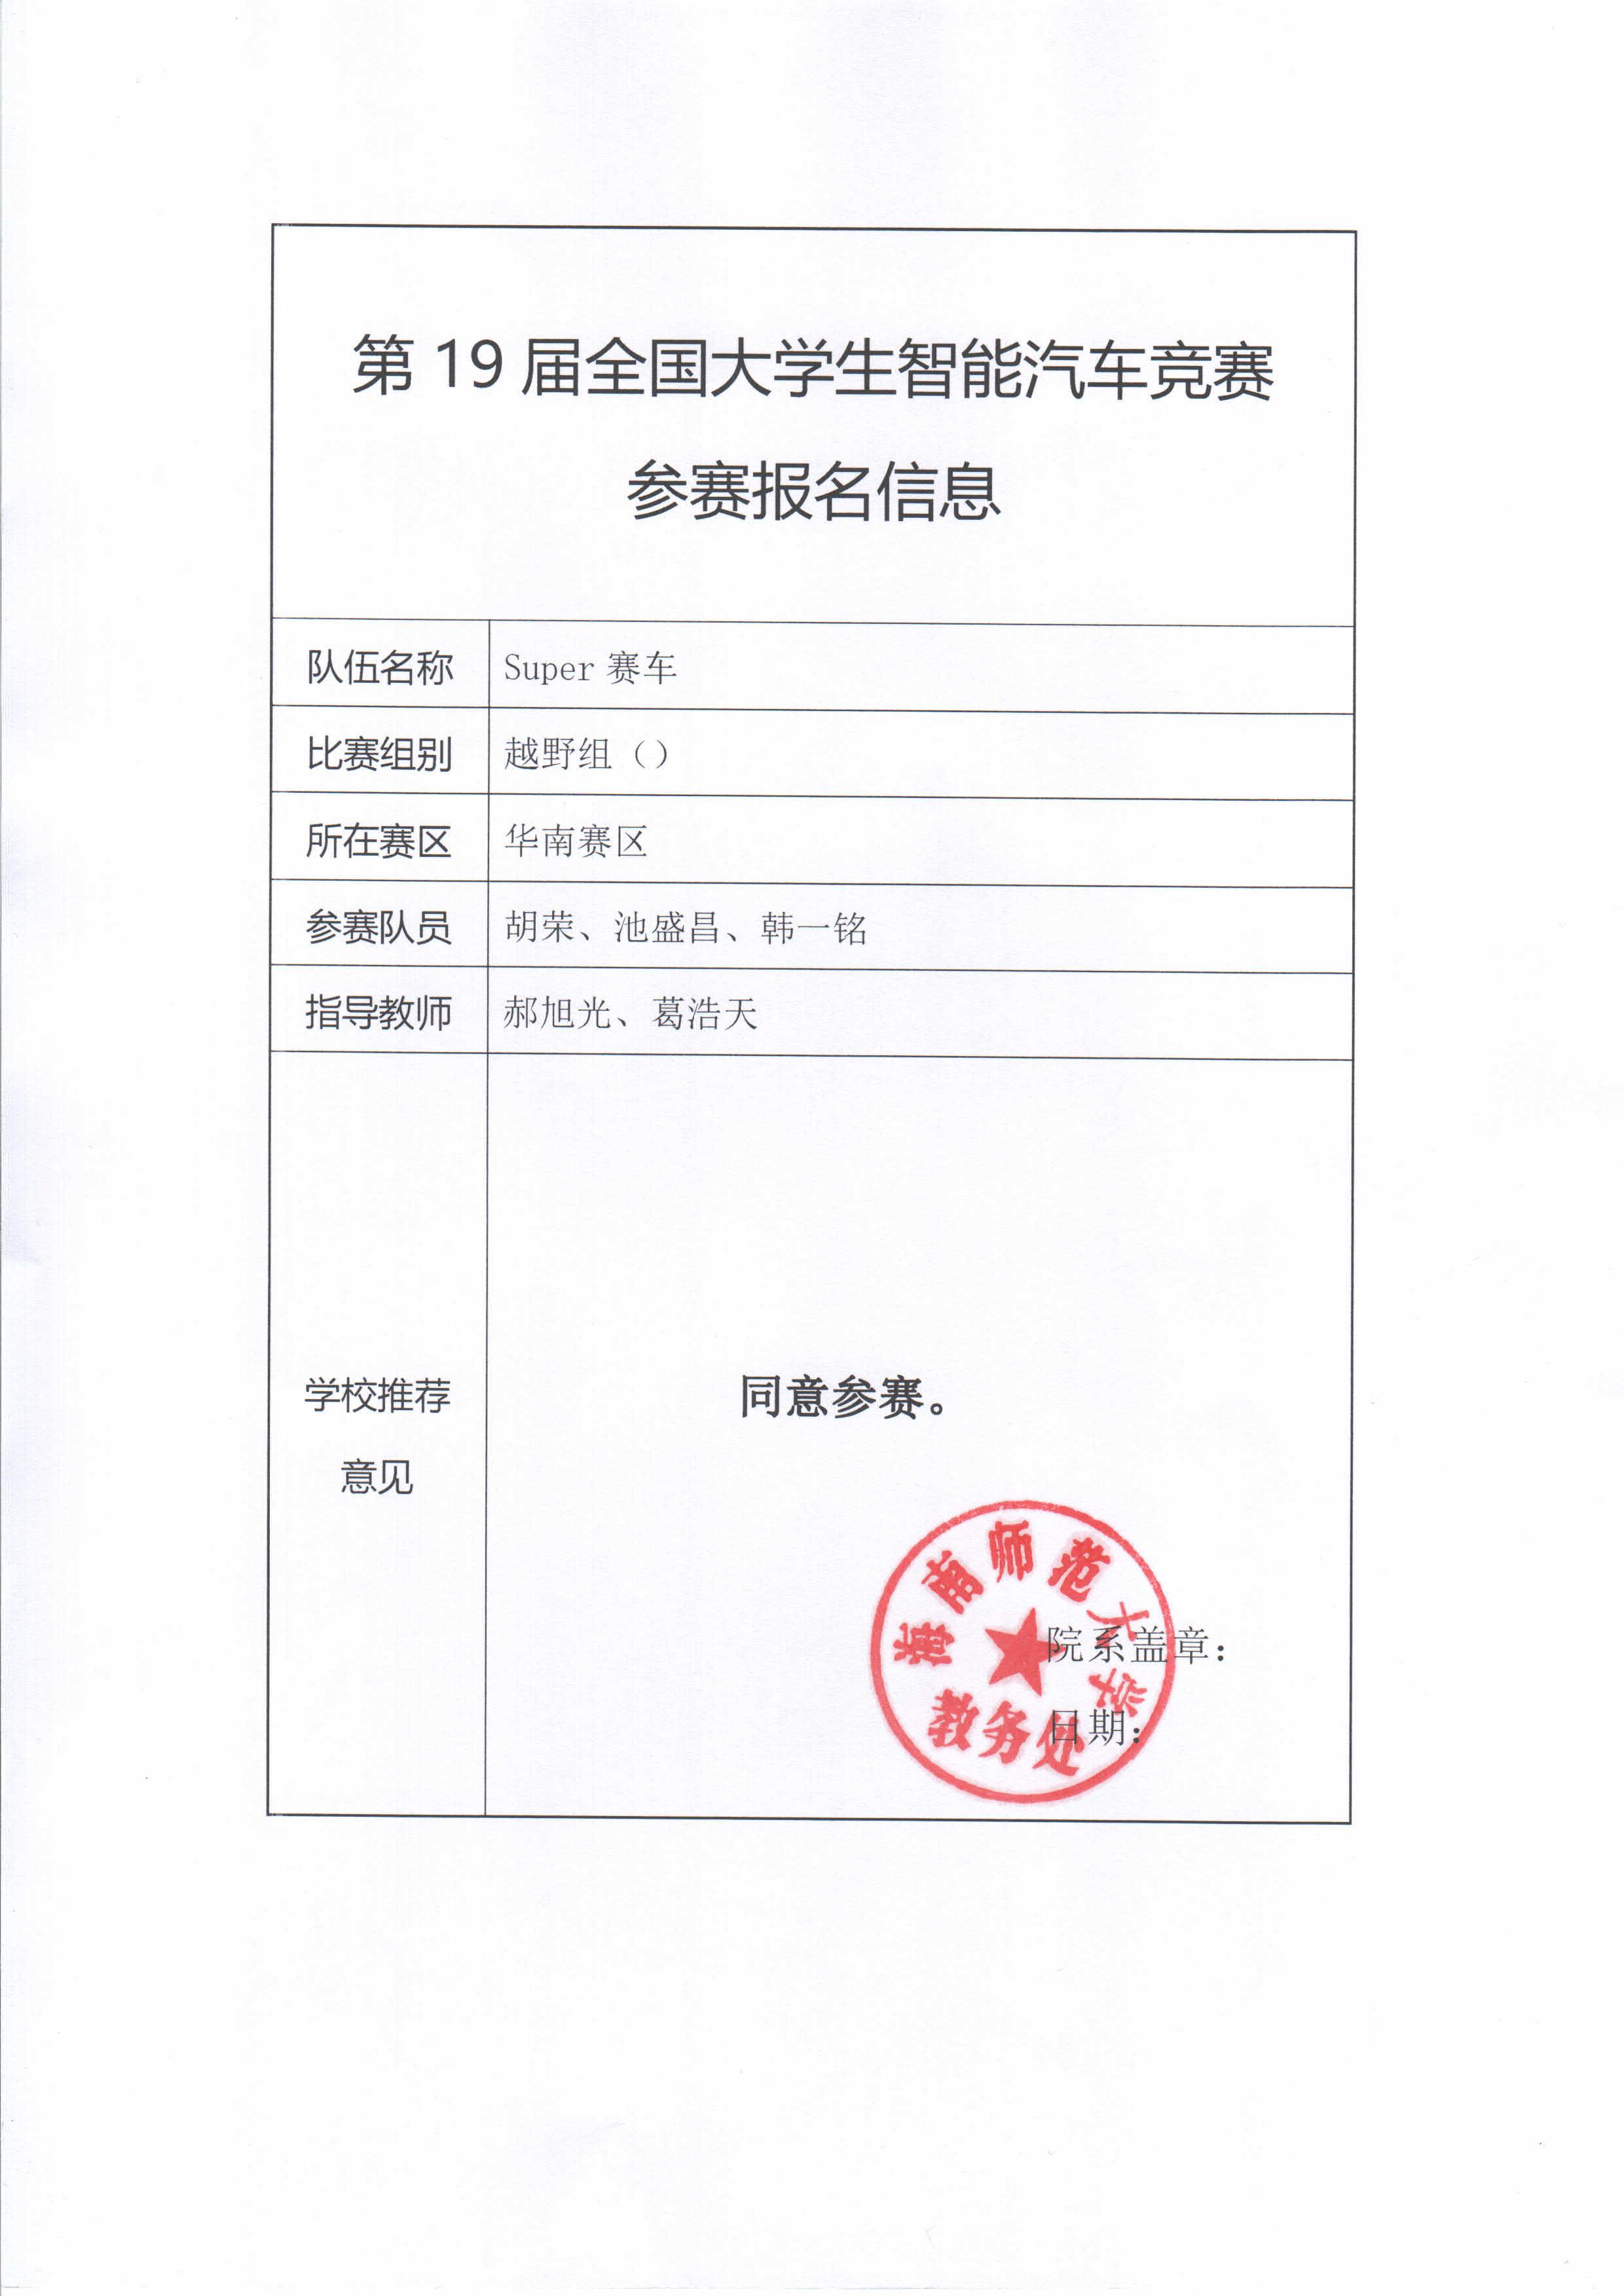 第 19 届全国大学生智能汽车竞赛
参赛报名信息
队伍名称 Super 赛车
比赛组别 越野组（）
所在赛区 华南赛区
参赛队员 胡荣、池盛昌、韩一铭
指导教师 郝旭光、葛浩天
学校推荐
意见
同意参赛。
海南师范大学
教务处
院系盖章：
日期：